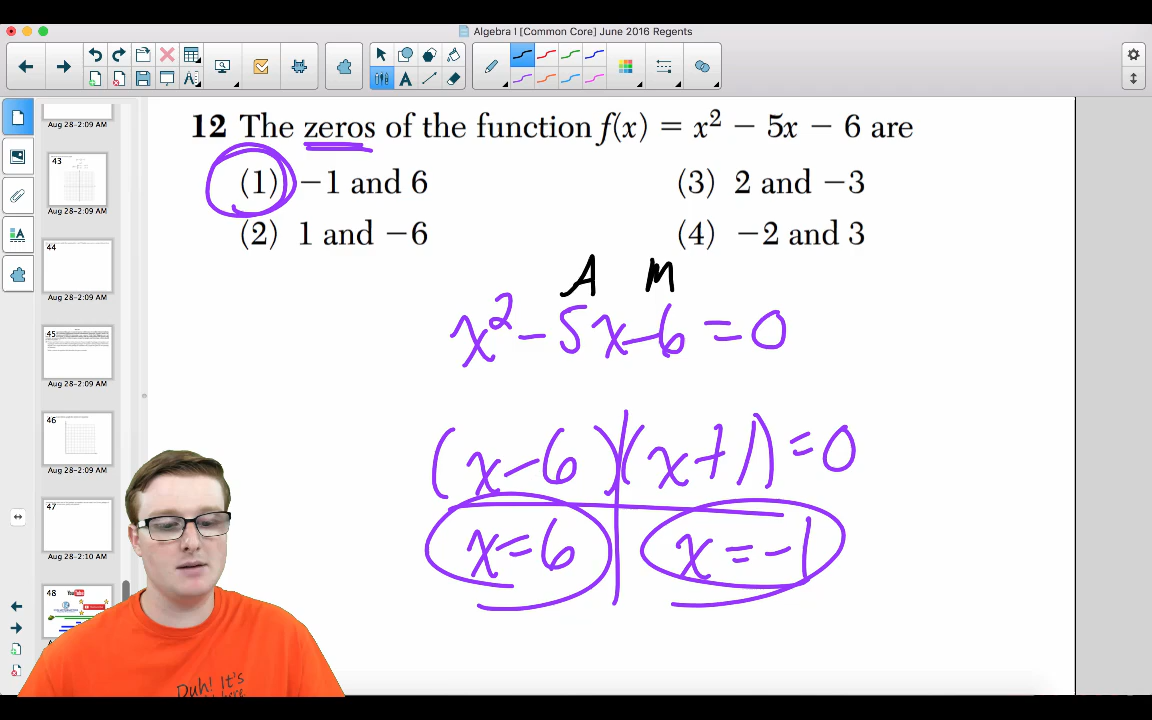 Algebra I [Common Core] June 2016 Regents
Aug 28-2:09 AM
43
Aug 28-2:09 AM
44
Aug 28-2:09 AM
45
Aug 28-2:09 AM
46
Aug 28-2:09 AM
47
Aug 28-2:10 AM
48
YouTube
12 The zeros of the function f(x) = x² − 5x − 6 are
(1) −1 and 6
(3) 2 and −3
(2) 1 and −6
(4) −2 and 3
A M
x² − 5x − 6 = 0
(x − 6)(x + 1) = 0
x = 6
x = −1
Duh! It's
here.